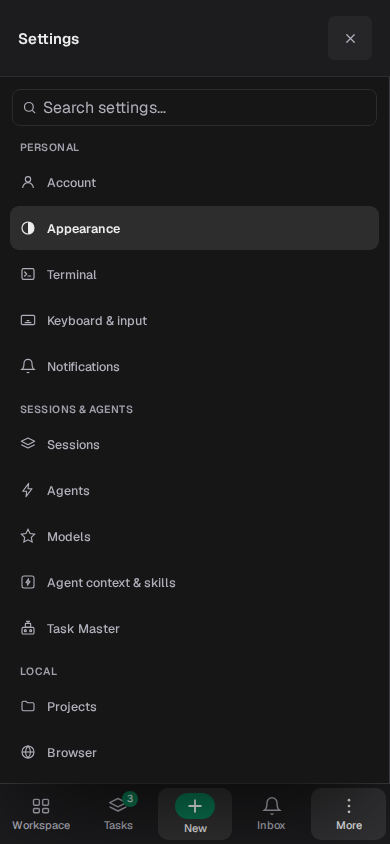 Settings
Search settings...
PERSONAL
Account
Appearance
Terminal
Keyboard & input
Notifications
SESSIONS & AGENTS
Sessions
Agents
Models
Agent context & skills
Task Master
LOCAL
Projects
Browser
3
Workspace
Tasks
New
Inbox
More